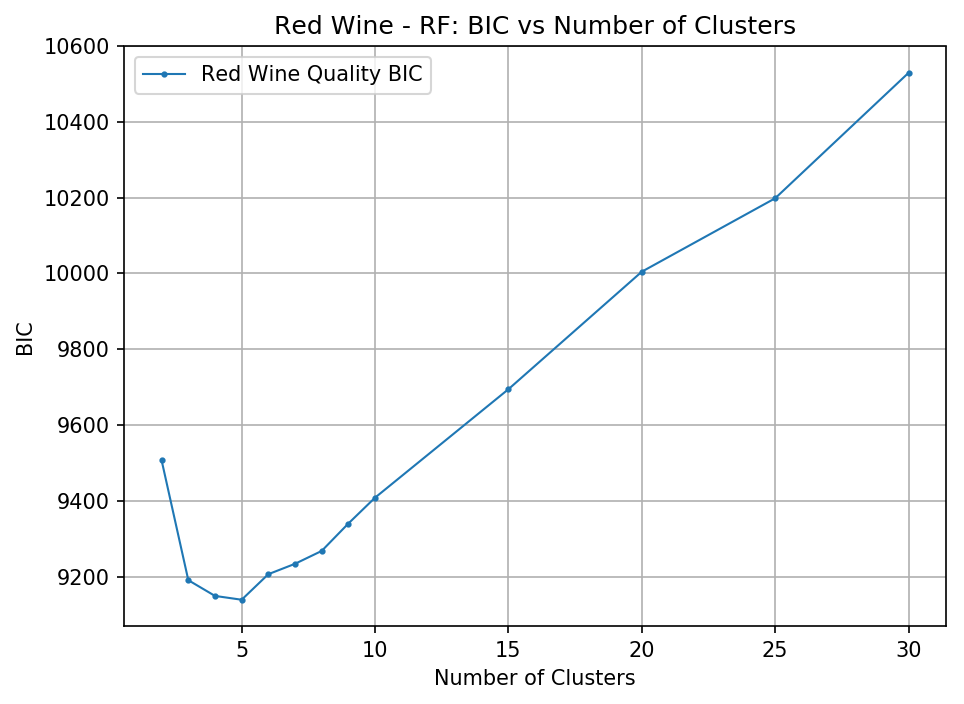 Red Wine - RF: BIC vs Number of Clusters
Red Wine Quality BIC
BIC
10600
10400
10200
10000
9800
9600
9400
9200
5 10 15 20 25 30
Number of Clusters